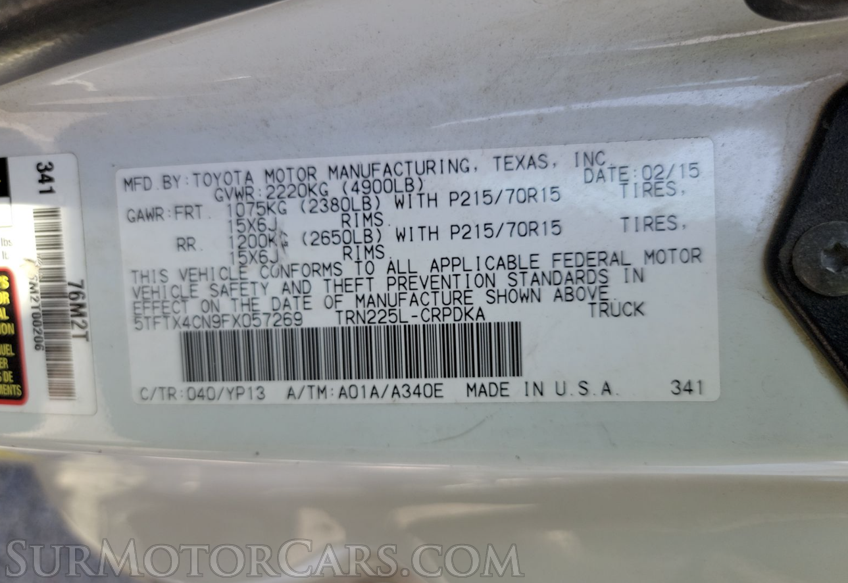 MFD.BY:TOYOTA MOTOR MANUFACTURING, TEXAS, INC. DATE:02/15
GVWR:2220KG (4900LB)
GAWR:FRT. 1075KG (2380LB) WITH P215/70R15 TIRES,
15X6J RIMS
RR. 1200KG (2650LB) WITH P215/70R15 TIRES,
15X6J RIMS
THIS VEHICLE CONFORMS TO ALL APPLICABLE FEDERAL MOTOR
VEHICLE SAFETY AND THEFT PREVENTION STANDARDS IN
EFFECT ON THE DATE OF MANUFACTURE SHOWN ABOVE.
5TFTX4CN9FX057269 TRN225L-CRPDKA TRUCK
C/TR:040/YP13 A/TM:A01A/A340E MADE IN U.S.A. 341
341
76M2T
SurMotorCars.com